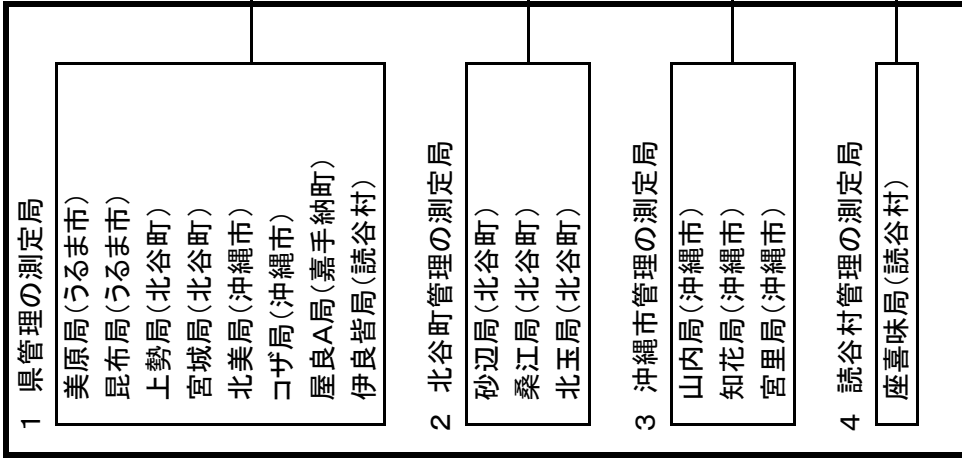 １　県管理の測定局
美原局（うるま市）
昆布局（うるま市）
上勢局（北谷町）
宮城局（北谷町）
北美局（沖縄市）
コザ局（沖縄市）
屋良Ａ局（嘉手納町）
伊良皆局（読谷村）
２　北谷町管理の測定局
砂辺局（北谷町）
桑江局（北谷町）
北玉局（北谷町）
３　沖縄市管理の測定局
山内局（沖縄市）
知花局（沖縄市）
宮里局（沖縄市）
４　読谷村管理の測定局
座喜味局（読谷村）